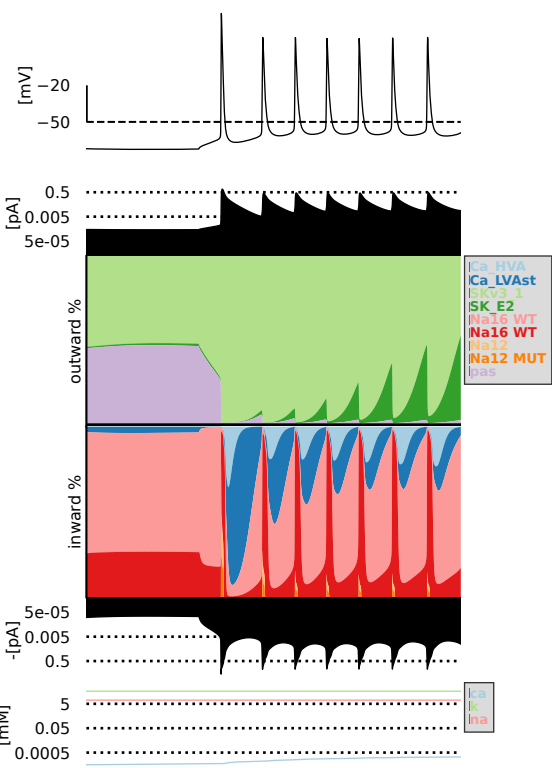 [mV]
−20
−50
[pA]
0.5
0.005
5e-05
outward %
Ca_HVA
Ca_LVAst
SKv3_1
SK_E2
Na16 WT
Na16 WT
Na12
Na12 MUT
pas
inward %
-[pA]
5e-05
0.005
0.5
[mM]
5
0.05
0.0005
ca
k
na